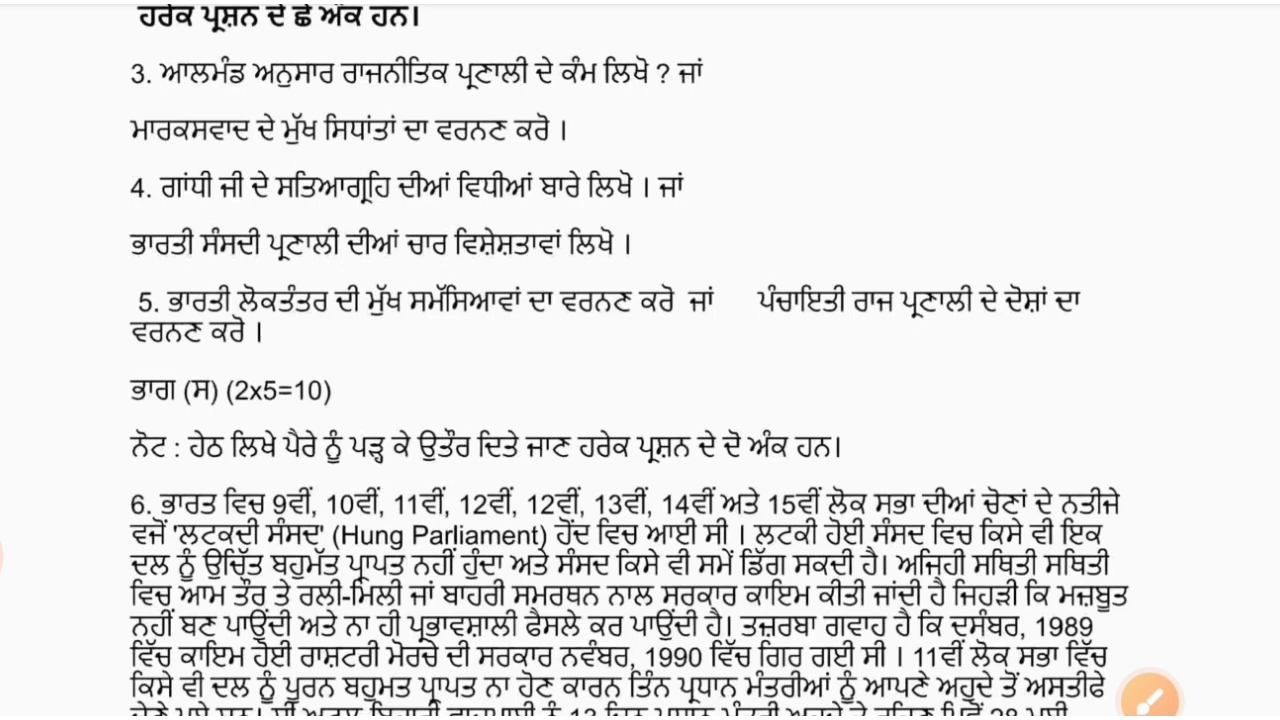 ਹਰੇਕ ਪ੍ਰਸ਼ਨ ਦੇ ਛੇ ਅੰਕ ਹਨ।
3. ਆਲਮੰਡ ਅਨੁਸਾਰ ਰਾਜਨੀਤਿਕ ਪ੍ਰਣਾਲੀ ਦੇ ਕੰਮ ਲਿਖੋ ? ਜਾਂ
ਮਾਰਕਸਵਾਦ ਦੇ ਮੁੱਖ ਸਿਧਾਂਤਾਂ ਦਾ ਵਰਨਣ ਕਰੋ ।
4. ਗਾਂਧੀ ਜੀ ਦੇ ਸਤਿਆਗ੍ਰਹਿ ਦੀਆਂ ਵਿਧੀਆਂ ਬਾਰੇ ਲਿਖੋ । ਜਾਂ
ਭਾਰਤੀ ਸੰਸਦੀ ਪ੍ਰਣਾਲੀ ਦੀਆਂ ਚਾਰ ਵਿਸ਼ੇਸ਼ਤਾਵਾਂ ਲਿਖੋ ।
5. ਭਾਰਤੀ ਲੋਕਤੰਤਰ ਦੀ ਮੁੱਖ ਸਮੱਸਿਆਵਾਂ ਦਾ ਵਰਨਣ ਕਰੋ ਜਾਂ ਪੰਚਾਇਤੀ ਰਾਜ ਪ੍ਰਣਾਲੀ ਦੇ ਦੋਸ਼ਾਂ ਦਾ
ਵਰਨਣ ਕਰੋ ।
ਭਾਗ (ਸ) (2x5=10)
ਨੋਟ : ਹੇਠ ਲਿਖੇ ਪੈਰੇ ਨੂੰ ਪੜ੍ਹ ਕੇ ਉਤੱਰ ਦਿਤੇ ਜਾਣ ਹਰੇਕ ਪ੍ਰਸ਼ਨ ਦੇ ਦੋ ਅੰਕ ਹਨ।
6. ਭਾਰਤ ਵਿਚ 9ਵੀਂ, 10ਵੀਂ, 11ਵੀਂ, 12ਵੀਂ, 12ਵੀਂ, 13ਵੀਂ, 14ਵੀਂ ਅਤੇ 15ਵੀਂ ਲੋਕ ਸਭਾ ਦੀਆਂ ਚੋਣਾਂ ਦੇ ਨਤੀਜੇ
ਵਜੋਂ 'ਲਟਕਦੀ ਸੰਸਦ' (Hung Parliament) ਹੋਂਦ ਵਿਚ ਆਈ ਸੀ । ਲਟਕੀ ਹੋਈ ਸੰਸਦ ਵਿਚ ਕਿਸੇ ਵੀ ਇਕ
ਦਲ ਨੂੰ ਉਚਿੱਤ ਬਹੁਮੱਤ ਪ੍ਰਾਪਤ ਨਹੀਂ ਹੁੰਦਾ ਅਤੇ ਸੰਸਦ ਕਿਸੇ ਵੀ ਸਮੇਂ ਡਿੱਗ ਸਕਦੀ ਹੈ। ਅਜਿਹੀ ਸਥਿਤੀ ਸਥਿਤੀ
ਵਿਚ ਆਮ ਤੌਰ ਤੇ ਰਲੀ-ਮਿਲੀ ਜਾਂ ਬਾਹਰੀ ਸਮਰਥਨ ਨਾਲ ਸਰਕਾਰ ਕਾਇਮ ਕੀਤੀ ਜਾਂਦੀ ਹੈ ਜਿਹੜੀ ਕਿ ਮਜ਼ਬੂਤ
ਨਹੀਂ ਬਣ ਪਾਉਂਦੀ ਅਤੇ ਨਾ ਹੀ ਪ੍ਰਭਾਵਸ਼ਾਲੀ ਫੈਸਲੇ ਕਰ ਪਾਉਂਦੀ ਹੈ। ਤਜ਼ਰਬਾ ਗਵਾਹ ਹੈ ਕਿ ਦਸੰਬਰ, 1989
ਵਿੱਚ ਕਾਇਮ ਹੋਈ ਰਾਸ਼ਟਰੀ ਮੋਰਚੇ ਦੀ ਸਰਕਾਰ ਨਵੰਬਰ, 1990 ਵਿੱਚ ਗਿਰ ਗਈ ਸੀ । 11ਵੀਂ ਲੋਕ ਸਭਾ ਵਿੱਚ
ਕਿਸੇ ਵੀ ਦਲ ਨੂੰ ਪੂਰਨ ਬਹੁਮਤ ਪ੍ਰਾਪਤ ਨਾ ਹੋਣ ਕਾਰਨ ਤਿੰਨ ਪ੍ਰਧਾਨ ਮੰਤਰੀਆਂ ਨੂੰ ਆਪਣੇ ਅਹੁਦੇ ਤੋਂ ਅਸਤੀਫੇ